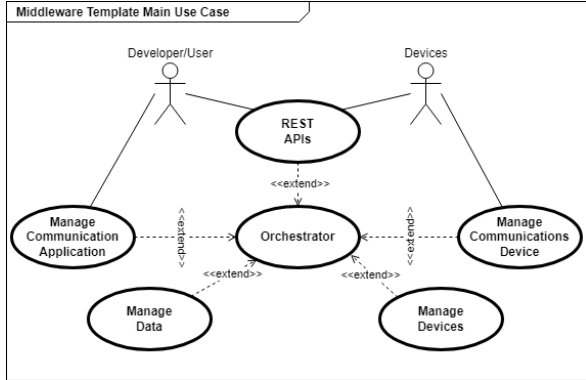 Middleware Template Main Use Case
Developer/User
Devices
REST
APIs
<<extend>>
Manage
Communication
Application
<<extend>>
Orchestrator
<<extend>>
Manage
Communications
Device
<<extend>>
<<extend>>
Manage
Data
Manage
Devices